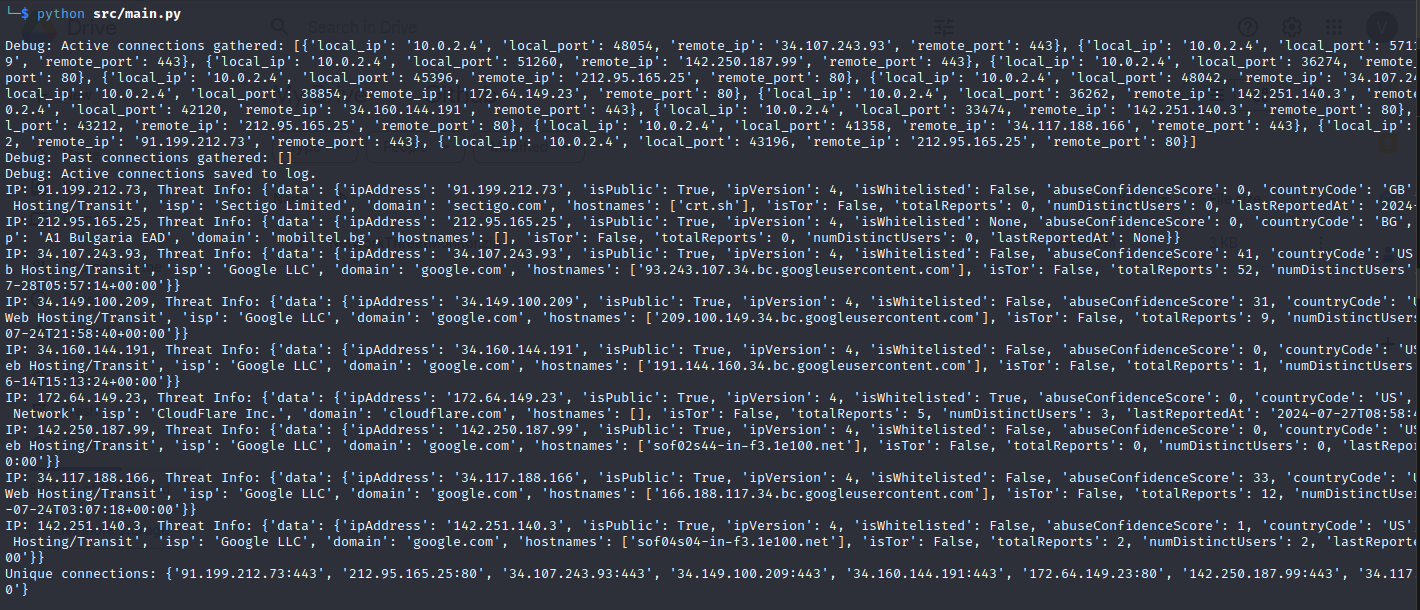 └─$ python src/main.py
Debug: Active connections gathered: [{'local_ip': '10.0.2.4', 'local_port': 48054, 'remote_ip': '34.107.243.93', 'remote_port': 443}, {'local_ip': '10.0.2.4', 'local_port': 571
9', 'remote_port': 443}, {'local_ip': '10.0.2.4', 'local_port': 51260, 'remote_ip': '142.250.187.99', 'remote_port': 443}, {'local_ip': '10.0.2.4', 'local_port': 36274, 'remote_ip':
port': 80}, {'local_ip': '10.0.2.4', 'local_port': 45396, 'remote_ip': '212.95.165.25', 'remote_port': 80}, {'local_ip': '10.0.2.4', 'local_port': 48042, 'remote_ip': '34.107.24
local_ip': '10.0.2.4', 'local_port': 38854, 'remote_ip': '172.64.149.23', 'remote_port': 80}, {'local_ip': '10.0.2.4', 'local_port': 36262, 'remote_ip': '142.251.140.3', 'remote
0.2.4', 'local_port': 42120, 'remote_ip': '34.160.144.191', 'remote_port': 443}, {'local_ip': '10.0.2.4', 'local_port': 33474, 'remote_ip': '142.251.140.3', 'remote_port': 80},
l_port': 43212, 'remote_ip': '212.95.165.25', 'remote_port': 80}, {'local_ip': '10.0.2.4', 'local_port': 41358, 'remote_ip': '34.117.188.166', 'remote_port': 443}, {'local_ip':
2, 'remote_ip': '91.199.212.73', 'remote_port': 443}, {'local_ip': '10.0.2.4', 'local_port': 43196, 'remote_ip': '212.95.165.25', 'remote_port': 80}]
Debug: Past connections gathered: []
Debug: Active connections saved to log.
IP: 91.199.212.73, Threat Info: {'data': {'ipAddress': '91.199.212.73', 'isPublic': True, 'ipVersion': 4, 'isWhitelisted': False, 'abuseConfidenceScore': 0, 'countryCode': 'GB'
Hosting/Transit', 'isp': 'Sectigo Limited', 'domain': 'sectigo.com', 'hostnames': ['crt.sh'], 'isTor': False, 'totalReports': 0, 'numDistinctUsers': 0, 'lastReportedAt': '2024-
IP: 212.95.165.25, Threat Info: {'data': {'ipAddress': '212.95.165.25', 'isPublic': True, 'ipVersion': 4, 'isWhitelisted': None, 'abuseConfidenceScore': 0, 'countryCode': 'BG',
p': 'A1 Bulgaria EAD', 'domain': 'mobiltel.bg', 'hostnames': [], 'isTor': False, 'totalReports': 0, 'numDistinctUsers': 0, 'lastReportedAt': None}}
IP: 34.107.243.93, Threat Info: {'data': {'ipAddress': '34.107.243.93', 'isPublic': True, 'ipVersion': 4, 'isWhitelisted': False, 'abuseConfidenceScore': 41, 'countryCode': 'US
b Hosting/Transit', 'isp': 'Google LLC', 'domain': 'google.com', 'hostnames': ['93.243.107.34.bc.googleusercontent.com'], 'isTor': False, 'totalReports': 52, 'numDistinctUsers'
7-28T05:57:14+00:00'}}
IP: 34.149.100.209, Threat Info: {'data': {'ipAddress': '34.149.100.209', 'isPublic': True, 'ipVersion': 4, 'isWhitelisted': False, 'abuseConfidenceScore': 31, 'countryCode': 'U
Web Hosting/Transit', 'isp': 'Google LLC', 'domain': 'google.com', 'hostnames': ['209.100.149.34.bc.googleusercontent.com'], 'isTor': False, 'totalReports': 9, 'numDistinctUsers
07-24T21:58:40+00:00'}}
IP: 34.160.144.191, Threat Info: {'data': {'ipAddress': '34.160.144.191', 'isPublic': True, 'ipVersion': 4, 'isWhitelisted': False, 'abuseConfidenceScore': 0, 'countryCode': 'US
eb Hosting/Transit', 'isp': 'Google LLC', 'domain': 'google.com', 'hostnames': ['191.144.160.34.bc.googleusercontent.com'], 'isTor': False, 'totalReports': 1, 'numDistinctUsers'
6-14T15:13:24+00:00'}}
IP: 172.64.149.23, Threat Info: {'data': {'ipAddress': '172.64.149.23', 'isPublic': True, 'ipVersion': 4, 'isWhitelisted': True, 'abuseConfidenceScore': 0, 'countryCode': 'US',
Network', 'isp': 'CloudFlare Inc.', 'domain': 'cloudflare.com', 'hostnames': [], 'isTor': False, 'totalReports': 5, 'numDistinctUsers': 3, 'lastReportedAt': '2024-07-27T08:58:4
IP: 142.250.187.99, Threat Info: {'data': {'ipAddress': '142.250.187.99', 'isPublic': True, 'ipVersion': 4, 'isWhitelisted': False, 'abuseConfidenceScore': 0, 'countryCode': 'US
eb Hosting/Transit', 'isp': 'Google LLC', 'domain': 'google.com', 'hostnames': ['sof02s44-in-f3.1e100.net'], 'isTor': False, 'totalReports': 0, 'numDistinctUsers': 0, 'lastRepor
0:00'}}
IP: 34.117.188.166, Threat Info: {'data': {'ipAddress': '34.117.188.166', 'isPublic': True, 'ipVersion': 4, 'isWhitelisted': False, 'abuseConfidenceScore': 33, 'countryCode': 'U
Web Hosting/Transit', 'isp': 'Google LLC', 'domain': 'google.com', 'hostnames': ['166.188.117.34.bc.googleusercontent.com'], 'isTor': False, 'totalReports': 12, 'numDistinctUser
-07-24T03:07:18+00:00'}}
IP: 142.251.140.3, Threat Info: {'data': {'ipAddress': '142.251.140.3', 'isPublic': True, 'ipVersion': 4, 'isWhitelisted': False, 'abuseConfidenceScore': 1, 'countryCode': 'US'
Hosting/Transit', 'isp': 'Google LLC', 'domain': 'google.com', 'hostnames': ['sof04s04-in-f3.1e100.net'], 'isTor': False, 'totalReports': 2, 'numDistinctUsers': 2, 'lastReporte
00'}}
Unique connections: {'91.199.212.73:443', '212.95.165.25:80', '34.107.243.93:443', '34.149.100.209:443', '34.160.144.191:443', '172.64.149.23:80', '142.250.187.99:443', '34.117
0'}